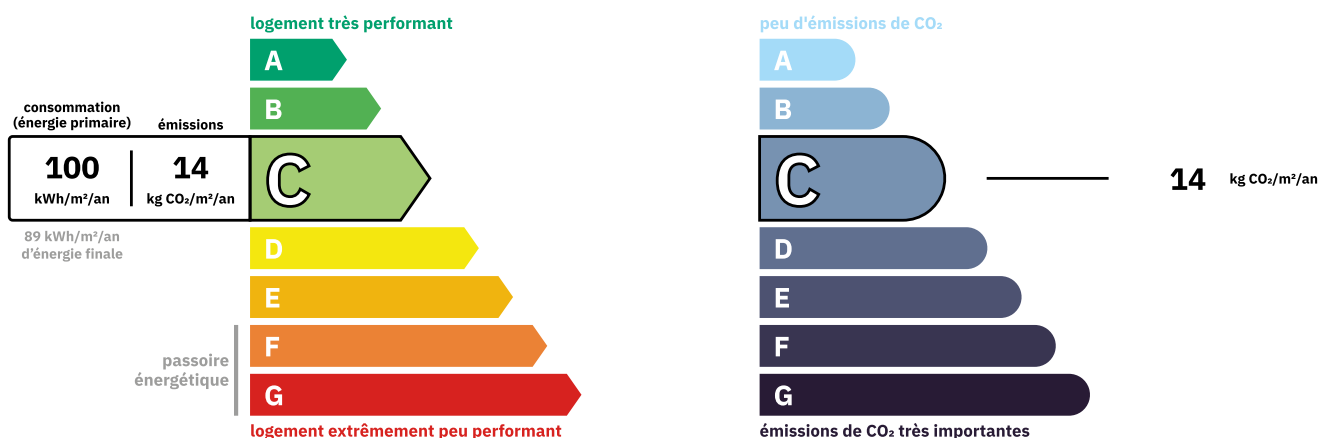 logement très performant
A
B
consommation
(énergie primaire)
émissions
100
kWh/m²/an
14
kg CO₂/m²/an
C
89 kWh/m²/an
d'énergie finale
D
E
F
passoire
énergétique
G
logement extrêmement peu performant
peu d'émissions de CO₂
A
B
C
14 kg CO₂/m²/an
D
E
F
G
émissions de CO₂ très importantes